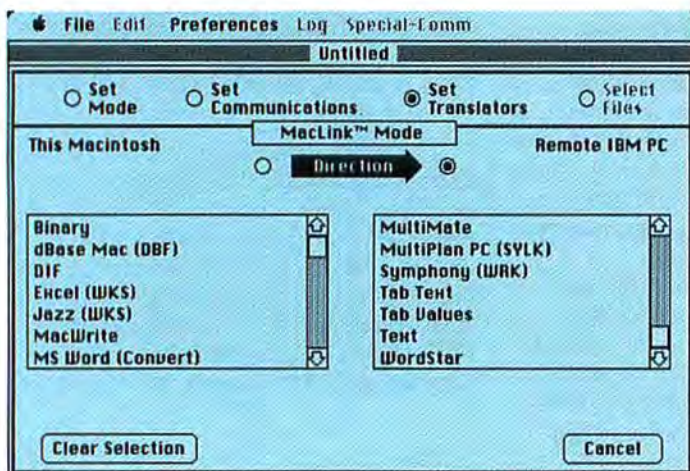 File Edit Preferences Log Special-Comm
Untitled
Set Mode Set Communications Set Translators Select Files
MacLink™ Mode
This Macintosh Remote IBM PC
Direction
Binary
dBase Mac (DBF)
DIF
Excel (WKS)
Jazz (WKS)
MacWrite
MS Word (Convert)
MultiMate
MultiPlan PC (SYLK)
Symphony (WRK)
Tab Text
Tab Values
Text
WordStar
Clear Selection Cancel